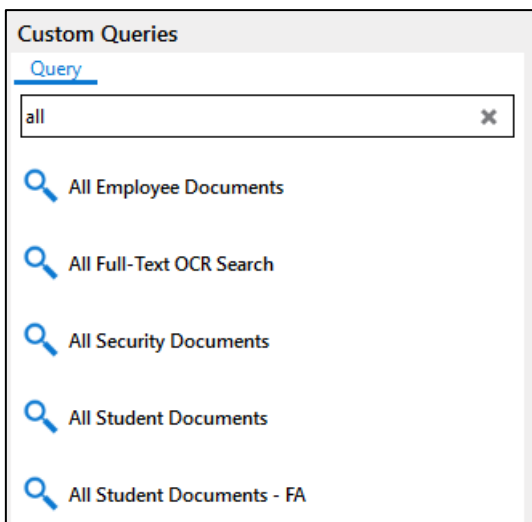 Custom Queries
Query
all
All Employee Documents
All Full-Text OCR Search
All Security Documents
All Student Documents
All Student Documents - FA